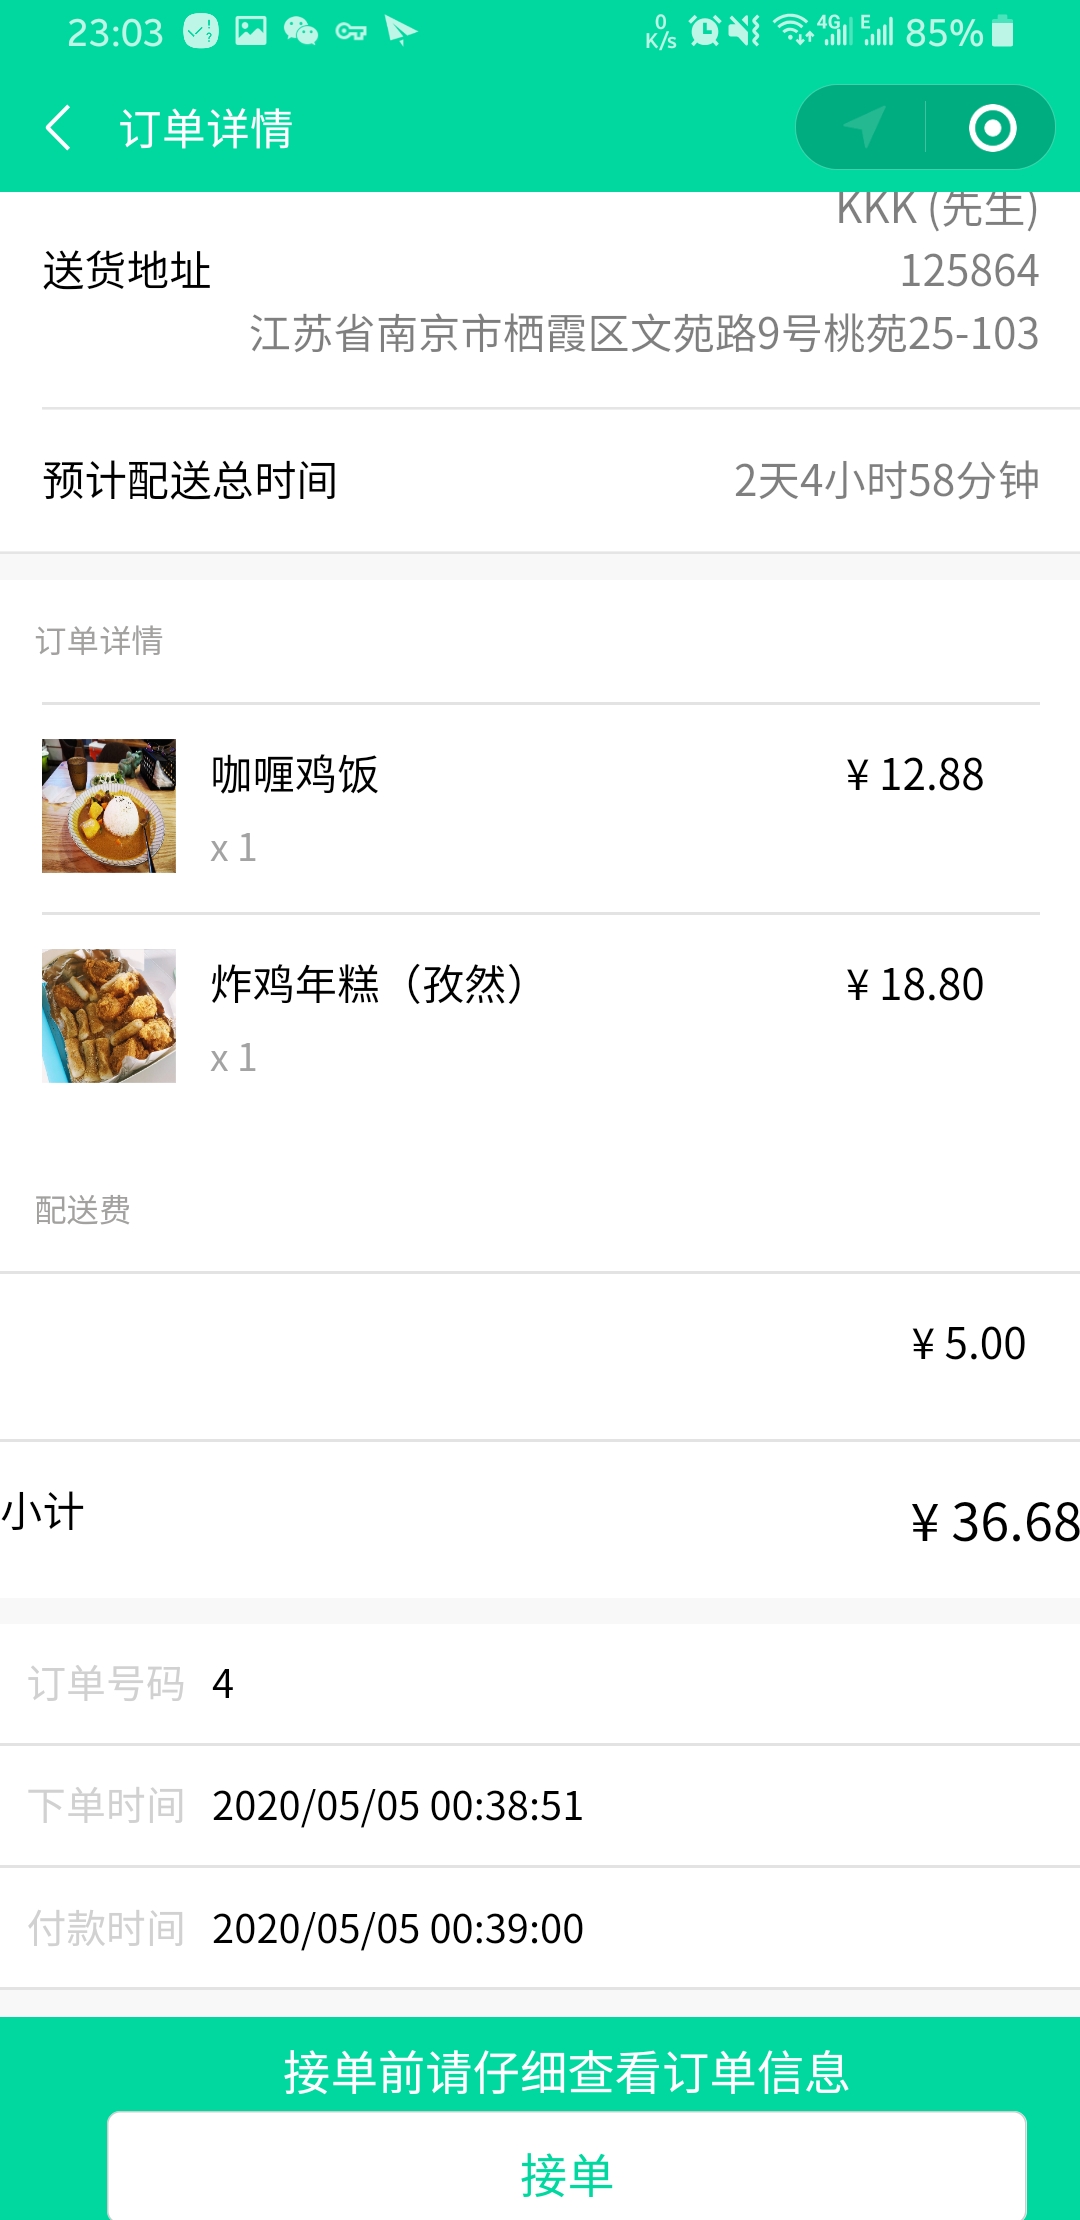 23:03
0 K/s 4G E 85%
订单详情
KKK (先生)
送货地址
125864
江苏省南京市栖霞区文苑路9号桃苑25-103
预计配送总时间 2天4小时58分钟
订单详情
咖喱鸡饭 ¥ 12.88
x 1
炸鸡年糕（孜然） ¥ 18.80
x 1
配送费
¥ 5.00
小计 ¥ 36.68
订单号码 4
下单时间 2020/05/05 00:38:51
付款时间 2020/05/05 00:39:00
接单前请仔细查看订单信息
接单